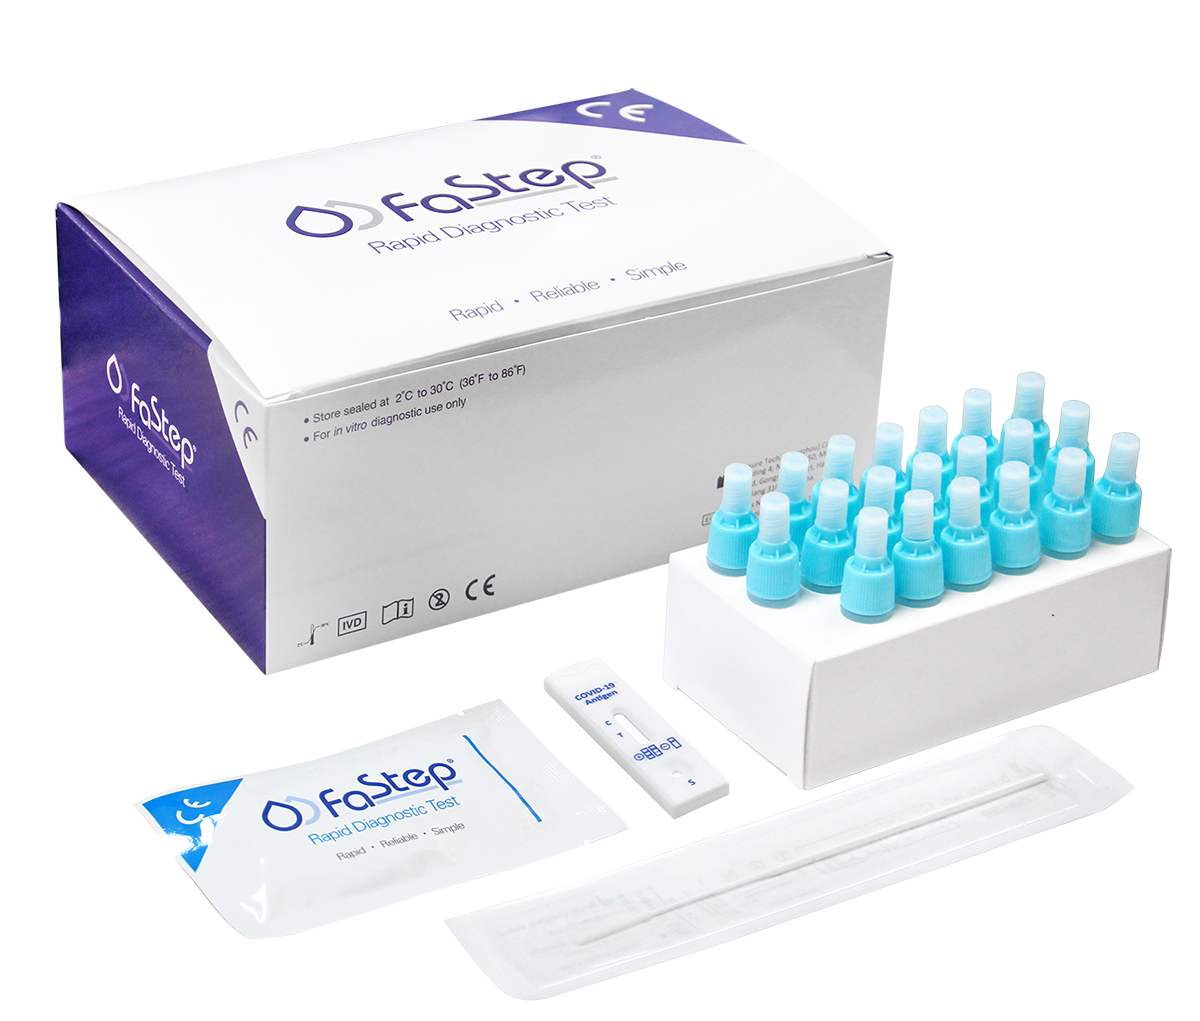 CE
FaStep®
Rapid Diagnostic Test
Rapid • Reliable • Simple
FaStep®
Rapid Diagnostic Test
CE
• Store sealed at 2°C to 30°C (36°F to 86°F)
• For in vitro diagnostic use only
IVD
i
2
CE
COVID-19
Antigen
C
T
S
CE
FaStep®
Rapid Diagnostic Test
Rapid • Reliable • Simple